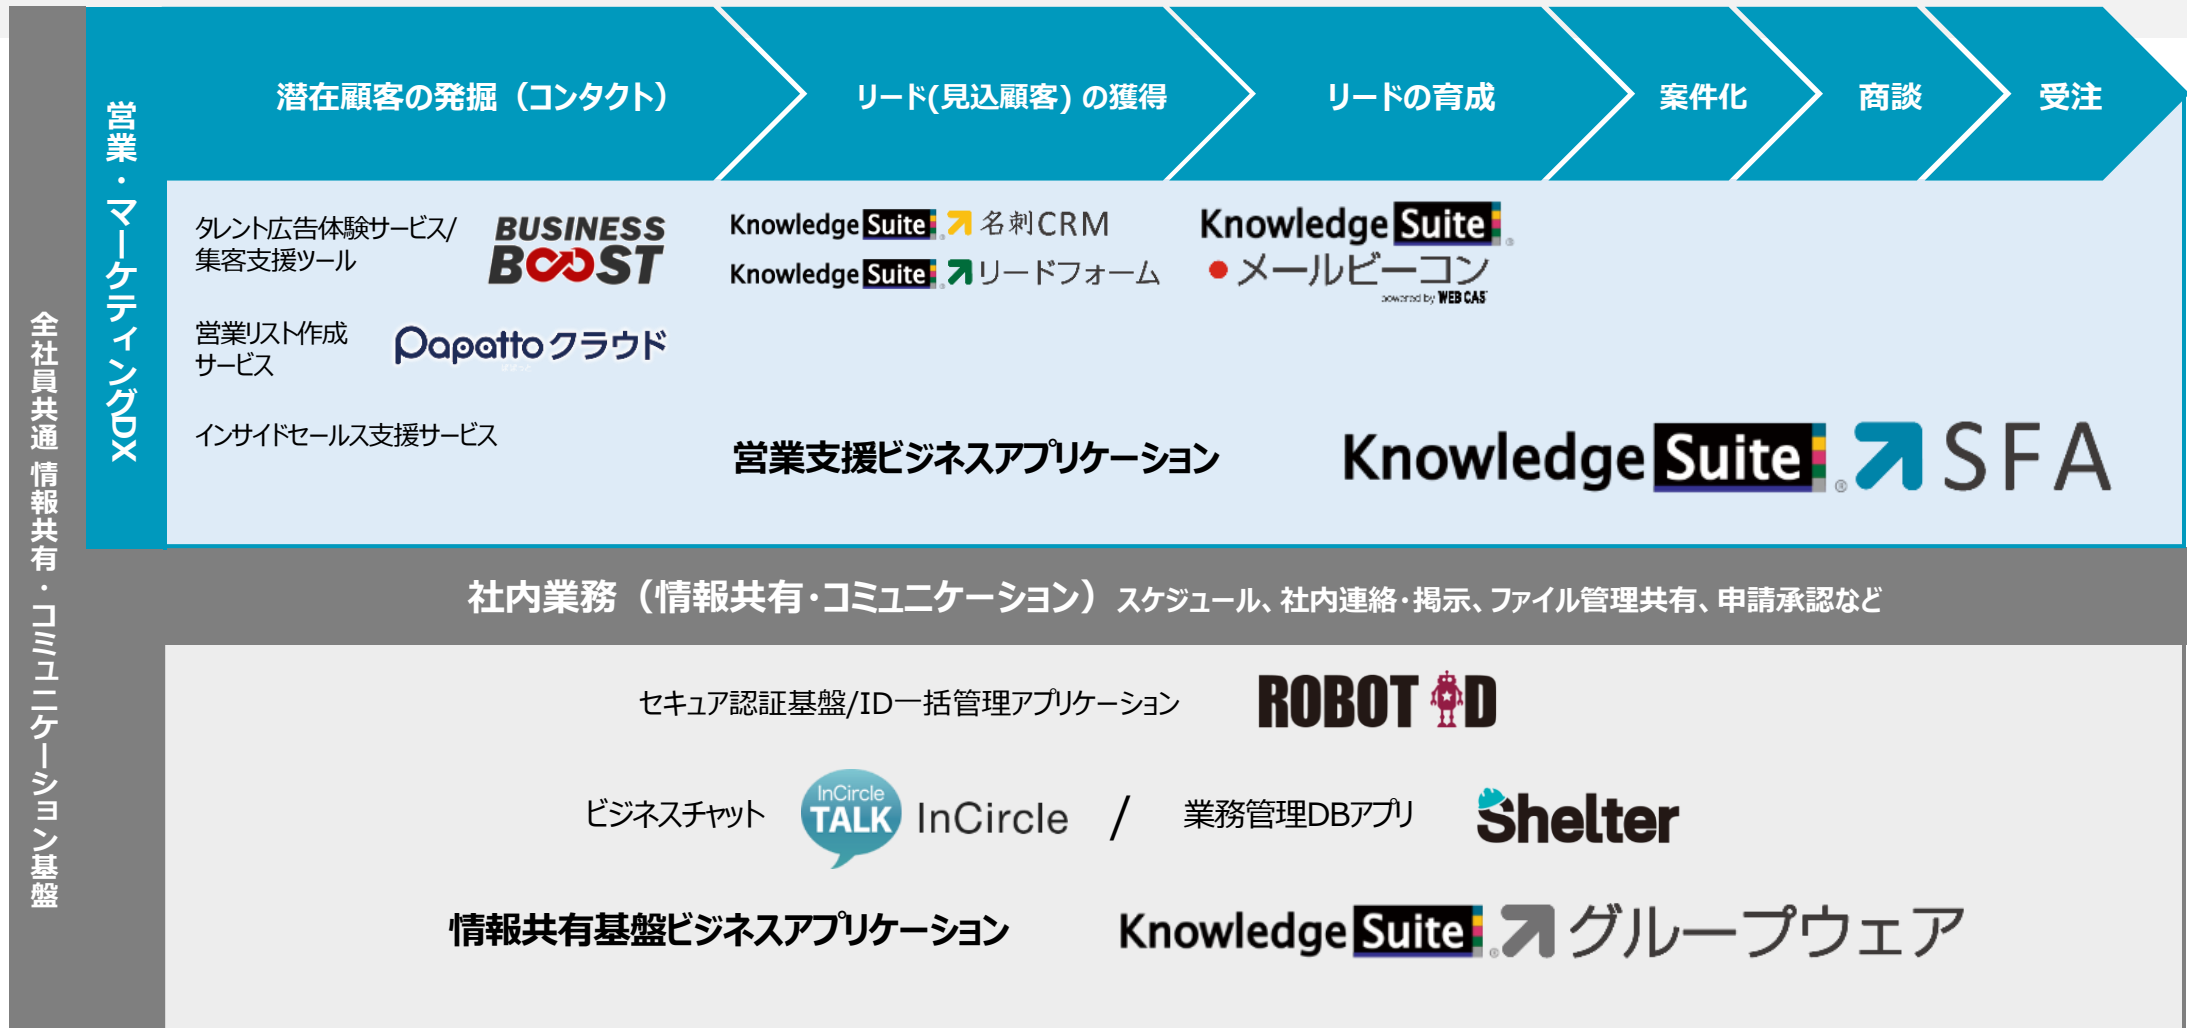 全社員共通 情報共有・コミュニケーション基盤
営業・マーケティングDX
潜在顧客の発掘（コンタクト）
リード(見込顧客) の獲得
リードの育成
案件化
商談
受注
タレント広告体験サービス/
集客支援ツール
BUSINESS
BOOST
営業リスト作成
サービス
Papattoクラウド
インサイドセールス支援サービス
Knowledge Suite® 名刺CRM
Knowledge Suite® リードフォーム
Knowledge Suite®
メールビーコン
powered by WEBCAS
営業支援ビジネスアプリケーション
Knowledge Suite® SFA
社内業務（情報共有・コミュニケーション）スケジュール、社内連絡・掲示、ファイル管理共有、申請承認など
セキュア認証基盤/ID一括管理アプリケーション
ROBOT ID
ビジネスチャット
InCircle
TALK
InCircle
/
業務管理DBアプリ
Shelter
情報共有基盤ビジネスアプリケーション
Knowledge Suite® グループウェア